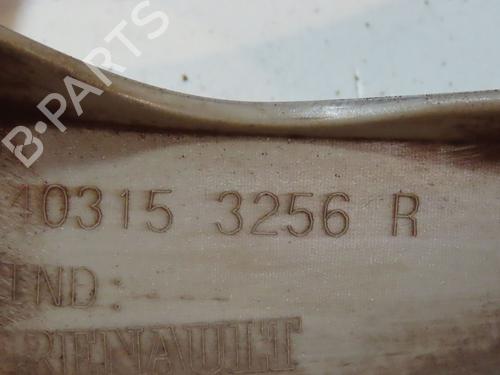 B-PARTS
40315 3256 R
IND: ----
RENAULT